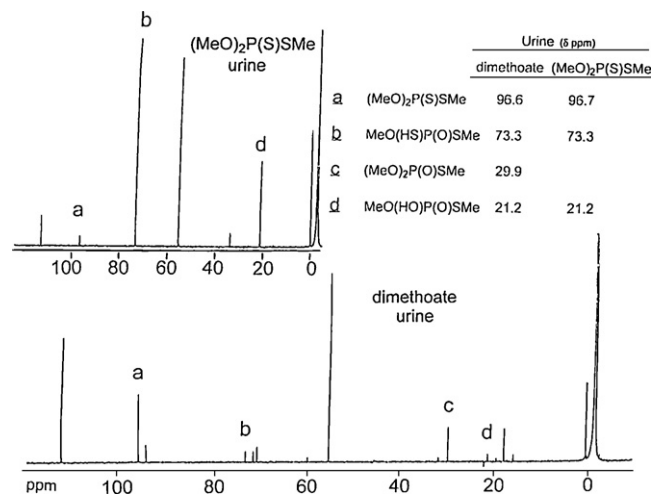 b
(MeO)2P(S)SMe
urine
d
a
100 80 60 40 20 0
Urine (δ ppm)
dimethoate (MeO)2P(S)SMe
a (MeO)2P(S)SMe 96.6 96.7
b MeO(HS)P(O)SMe 73.3 73.3
c (MeO)2P(O)SMe 29.9
d MeO(HO)P(O)SMe 21.2 21.2
dimethoate
urine
a
b
c
d
ppm 100 80 60 40 20 0